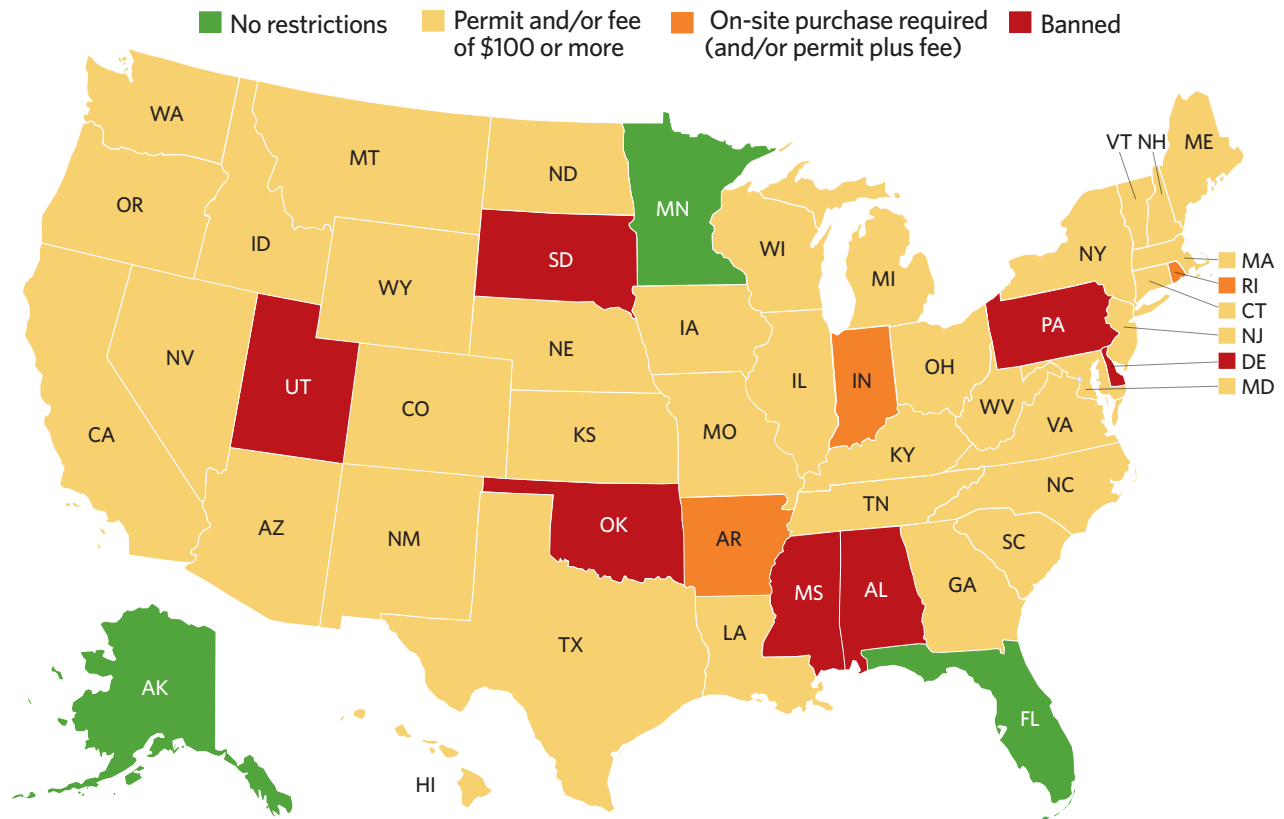 No restrictions
Permit and/or fee
of $100 or more
On-site purchase required
(and/or permit plus fee)
Banned
WA
MT
ND
MN
VT NH
ME
OR
ID
SD
WI
MI
NY
MA
WY
RI
CT
IA
PA
NJ
NV
NE
OH
DE
UT
IL
IN
MD
CO
WV
CA
KS
MO
VA
KY
NC
TN
AZ
NM
OK
AR
SC
MS
AL
GA
LA
TX
AK
FL
HI